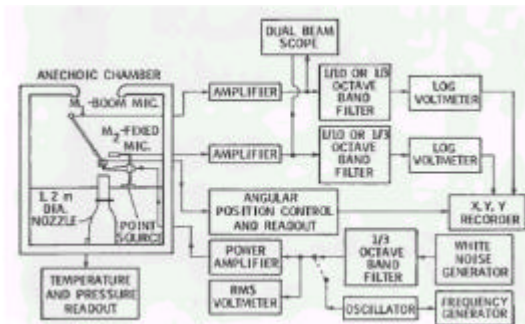 DUAL BEAM
SCOPE
ANECHOIC CHAMBER
M1-BOOM MIC.
AMPLIFIER
1/10 OR 1/3
OCTAVE
BAND
FILTER
LOG
VOLTMETER
M2-FIXED
MIC.
AMPLIFIER
1/10 OR 1/3
OCTAVE
BAND
FILTER
LOG
VOLTMETER
1.2 m
DIA.
NOZZLE
POINT
SOURCE
ANGULAR
POSITION CONTROL
AND READOUT
X, Y, Y
RECORDER
POWER
AMPLIFIER
1/3
OCTAVE
BAND
FILTER
WHITE
NOISE
GENERATOR
TEMPERATURE
AND PRESSURE
READOUT
RMS
VOLTMETER
OSCILLATOR
FREQUENCY
GENERATOR